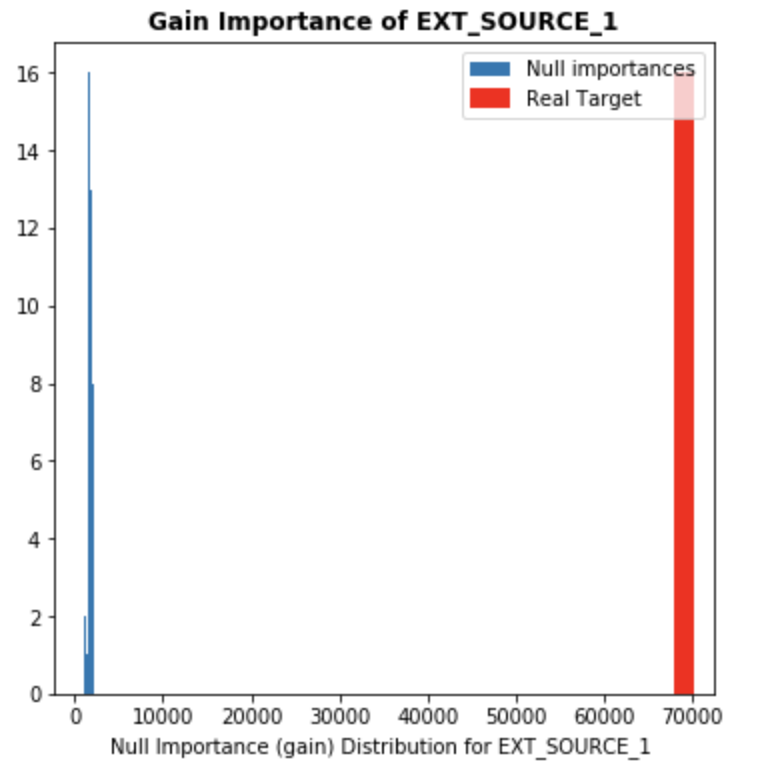 Gain Importance of EXT_SOURCE_1
Null importances
Real Target
16
14
12
10
8
6
4
2
0
0 10000 20000 30000 40000 50000 60000 70000
Null Importance (gain) Distribution for EXT_SOURCE_1